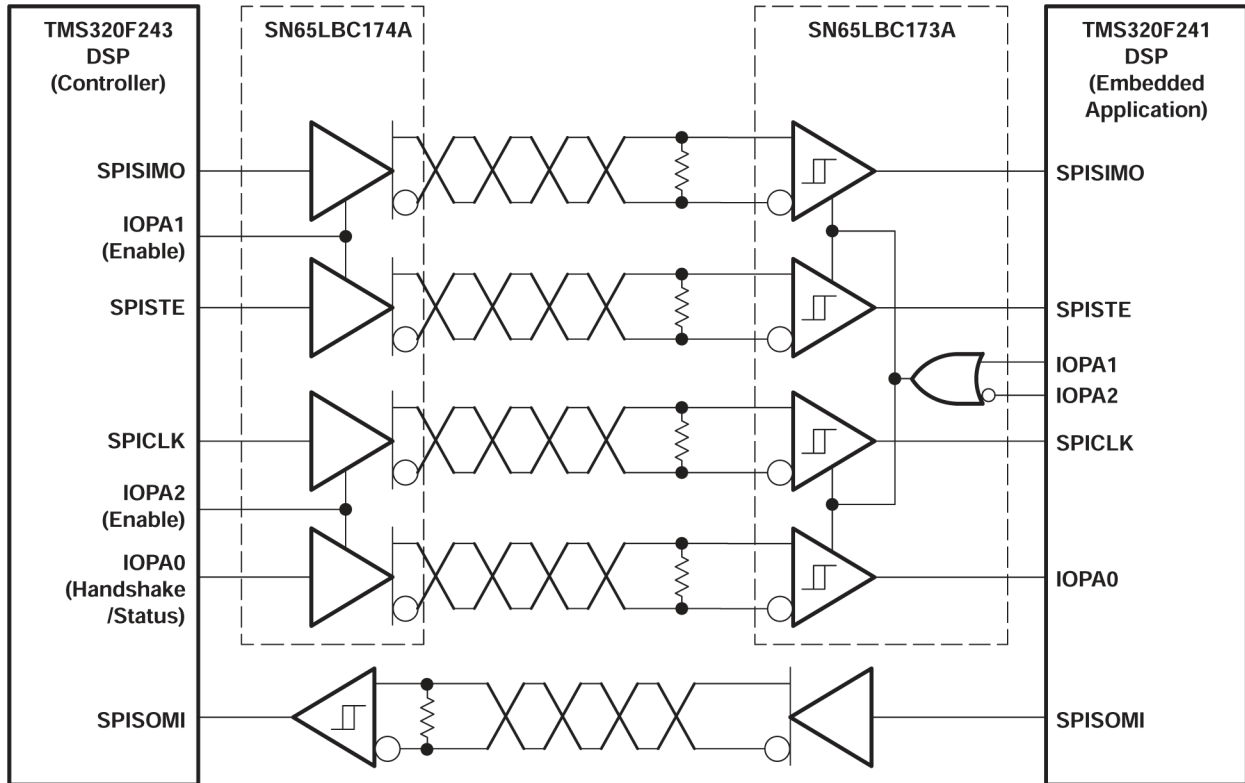 TMS320F243
DSP
(Controller)
SN65LBC174A
SN65LBC173A
TMS320F241
DSP
(Embedded
Application)
SPISIMO
SPISIMO
IOPA1
(Enable)
SPISTE
SPISTE
IOPA1
IOPA2
SPICLK
SPICLK
IOPA2
(Enable)
IOPA0
(Handshake
/Status)
IOPA0
SPISOMI
SPISOMI